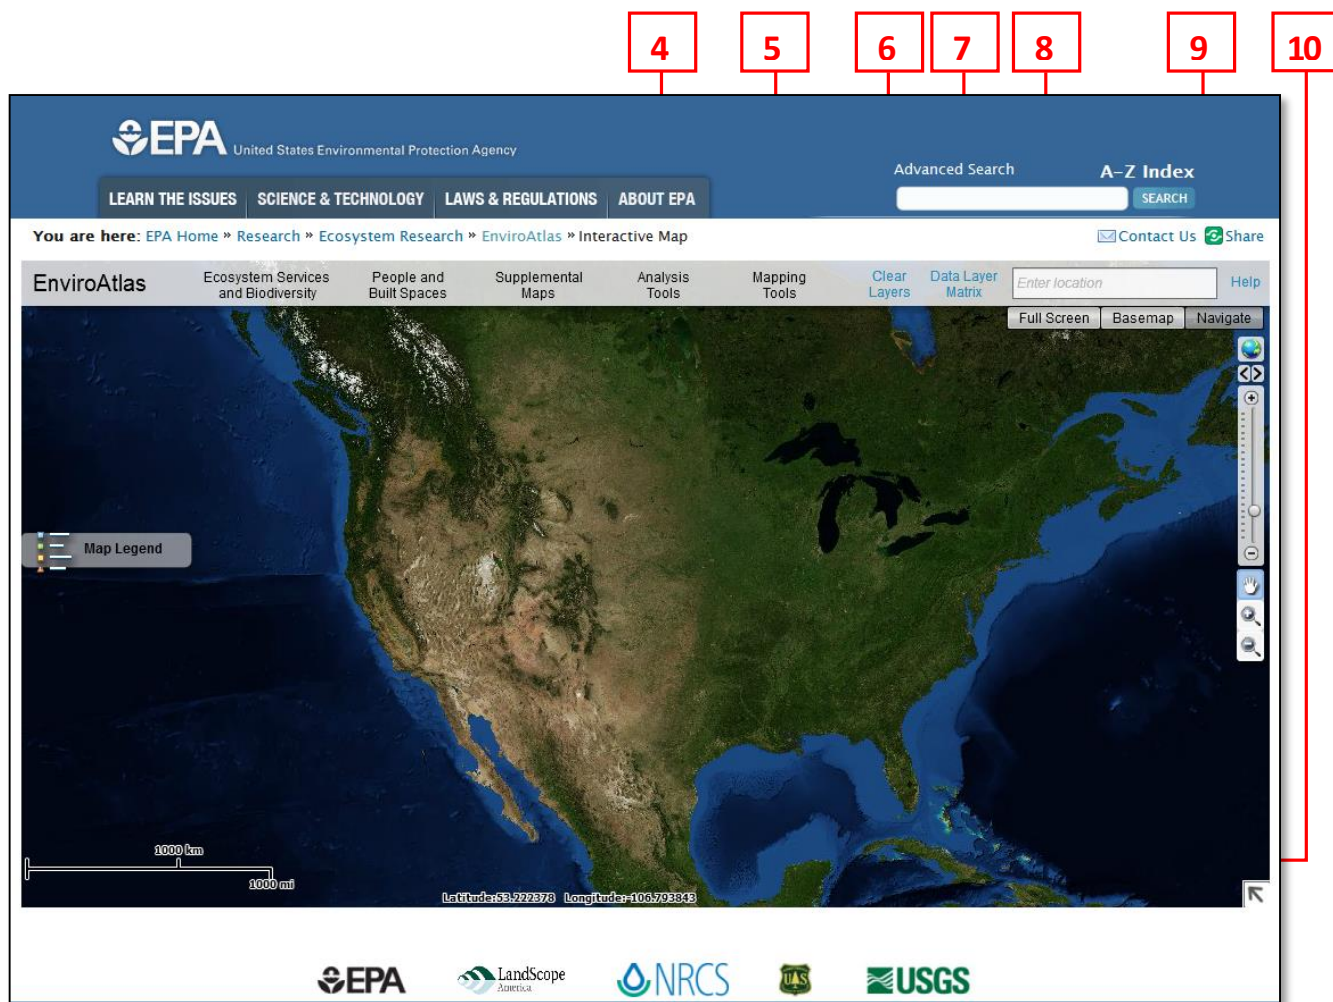 4 5 6 7 8 9 10
EPA United States Environmental Protection Agency
Advanced Search A-Z Index
LEARN THE ISSUES SCIENCE & TECHNOLOGY LAWS & REGULATIONS ABOUT EPA
SEARCH
You are here: EPA Home » Research » Ecosystem Research » EnviroAtlas » Interactive Map
Contact Us Share
EnviroAtlas
Ecosystem Services
and Biodiversity
People and
Built Spaces
Supplemental
Maps
Analysis
Tools
Mapping
Tools
Clear
Layers
Data Layer
Matrix
Enter location
Help
Full Screen Basemap Navigate
Map Legend
1000 km
1000 mi
Latitude:53.222378 Longitude:-106.793843
EPA
LandScope
America
NRCS
UAS
USGS